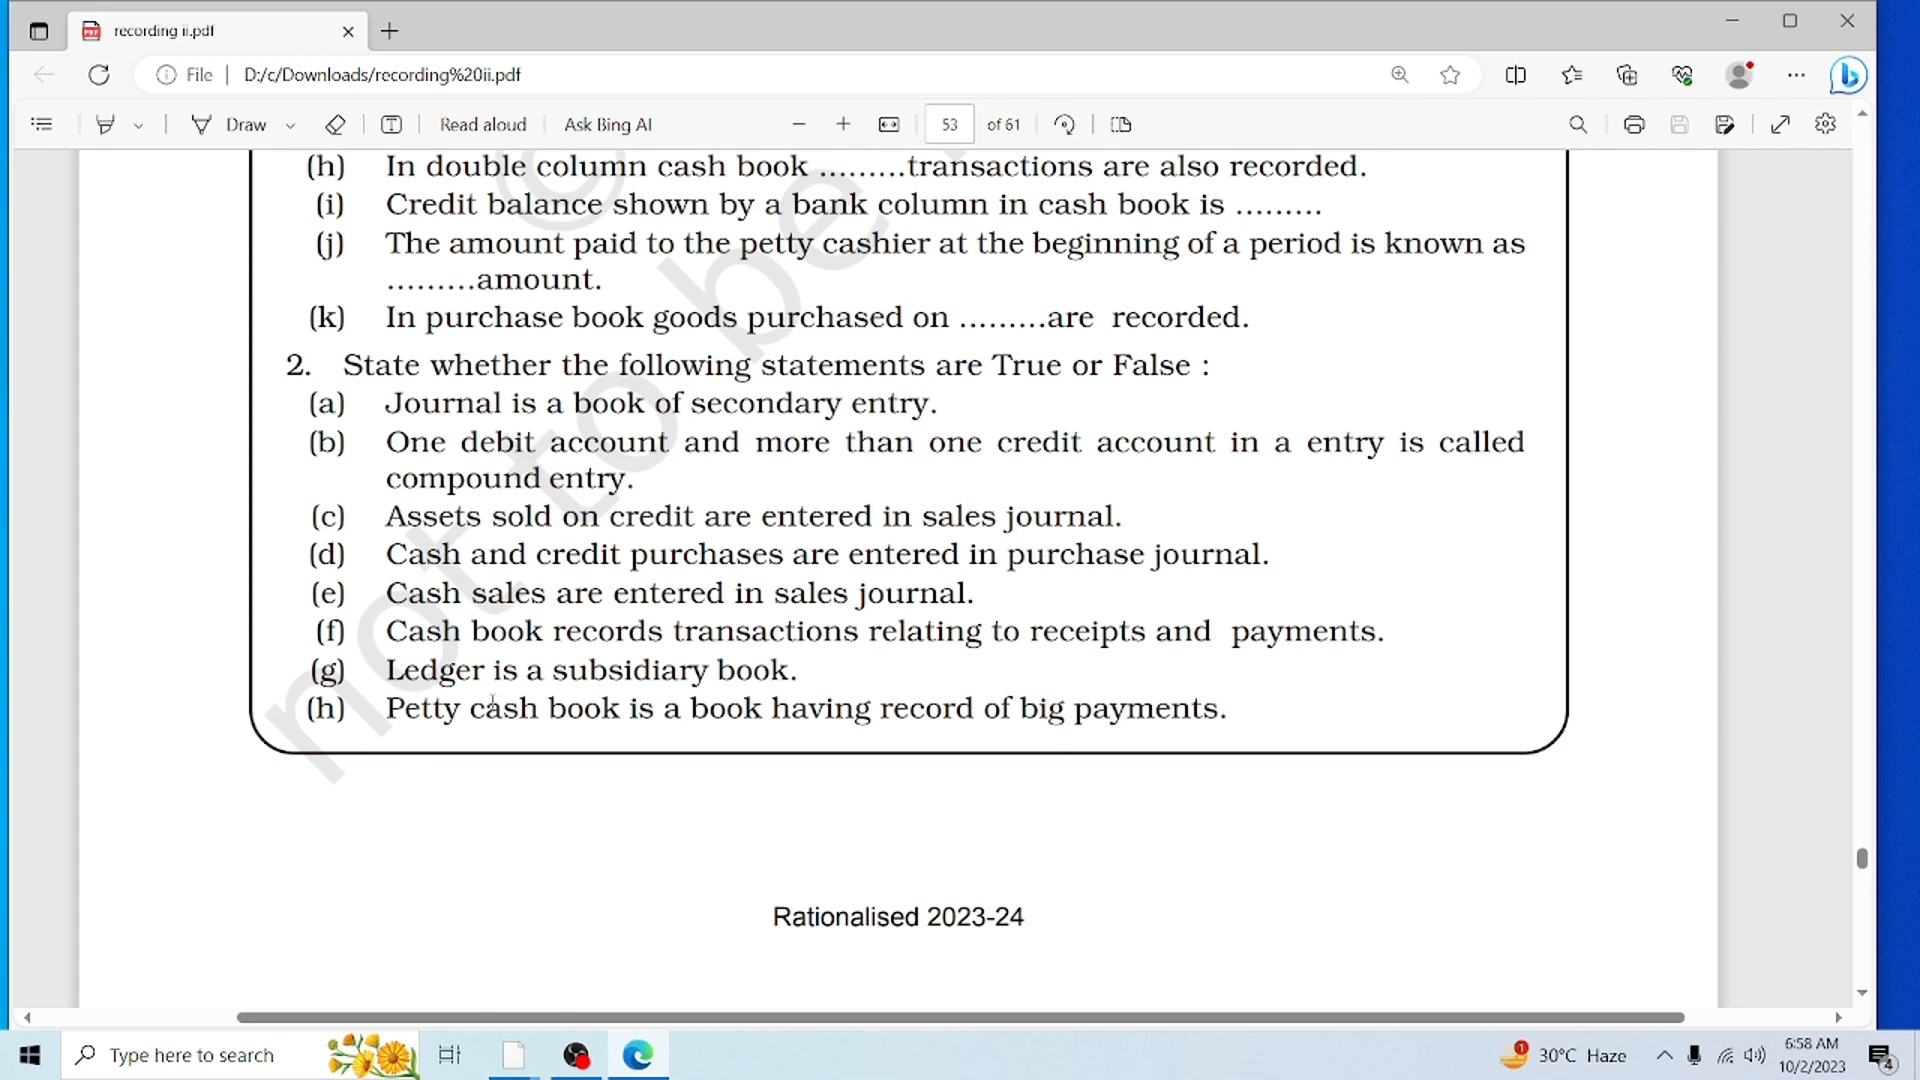 recording ii.pdf
File | D:/c/Downloads/recording%20ii.pdf
Draw Read aloud Ask Bing AI 53 of 61
(h) In double column cash book .........transactions are also recorded.
(i) Credit balance shown by a bank column in cash book is .........
(j) The amount paid to the petty cashier at the beginning of a period is known as
.........amount.
(k) In purchase book goods purchased on .........are recorded.
2. State whether the following statements are True or False :
(a) Journal is a book of secondary entry.
(b) One debit account and more than one credit account in a entry is called
compound entry.
(c) Assets sold on credit are entered in sales journal.
(d) Cash and credit purchases are entered in purchase journal.
(e) Cash sales are entered in sales journal.
(f) Cash book records transactions relating to receipts and payments.
(g) Ledger is a subsidiary book.
(h) Petty cash book is a book having record of big payments.
not to be
©
Rationalised 2023-24
Type here to search
1
30°C Haze
6:58 AM
10/2/2023
4